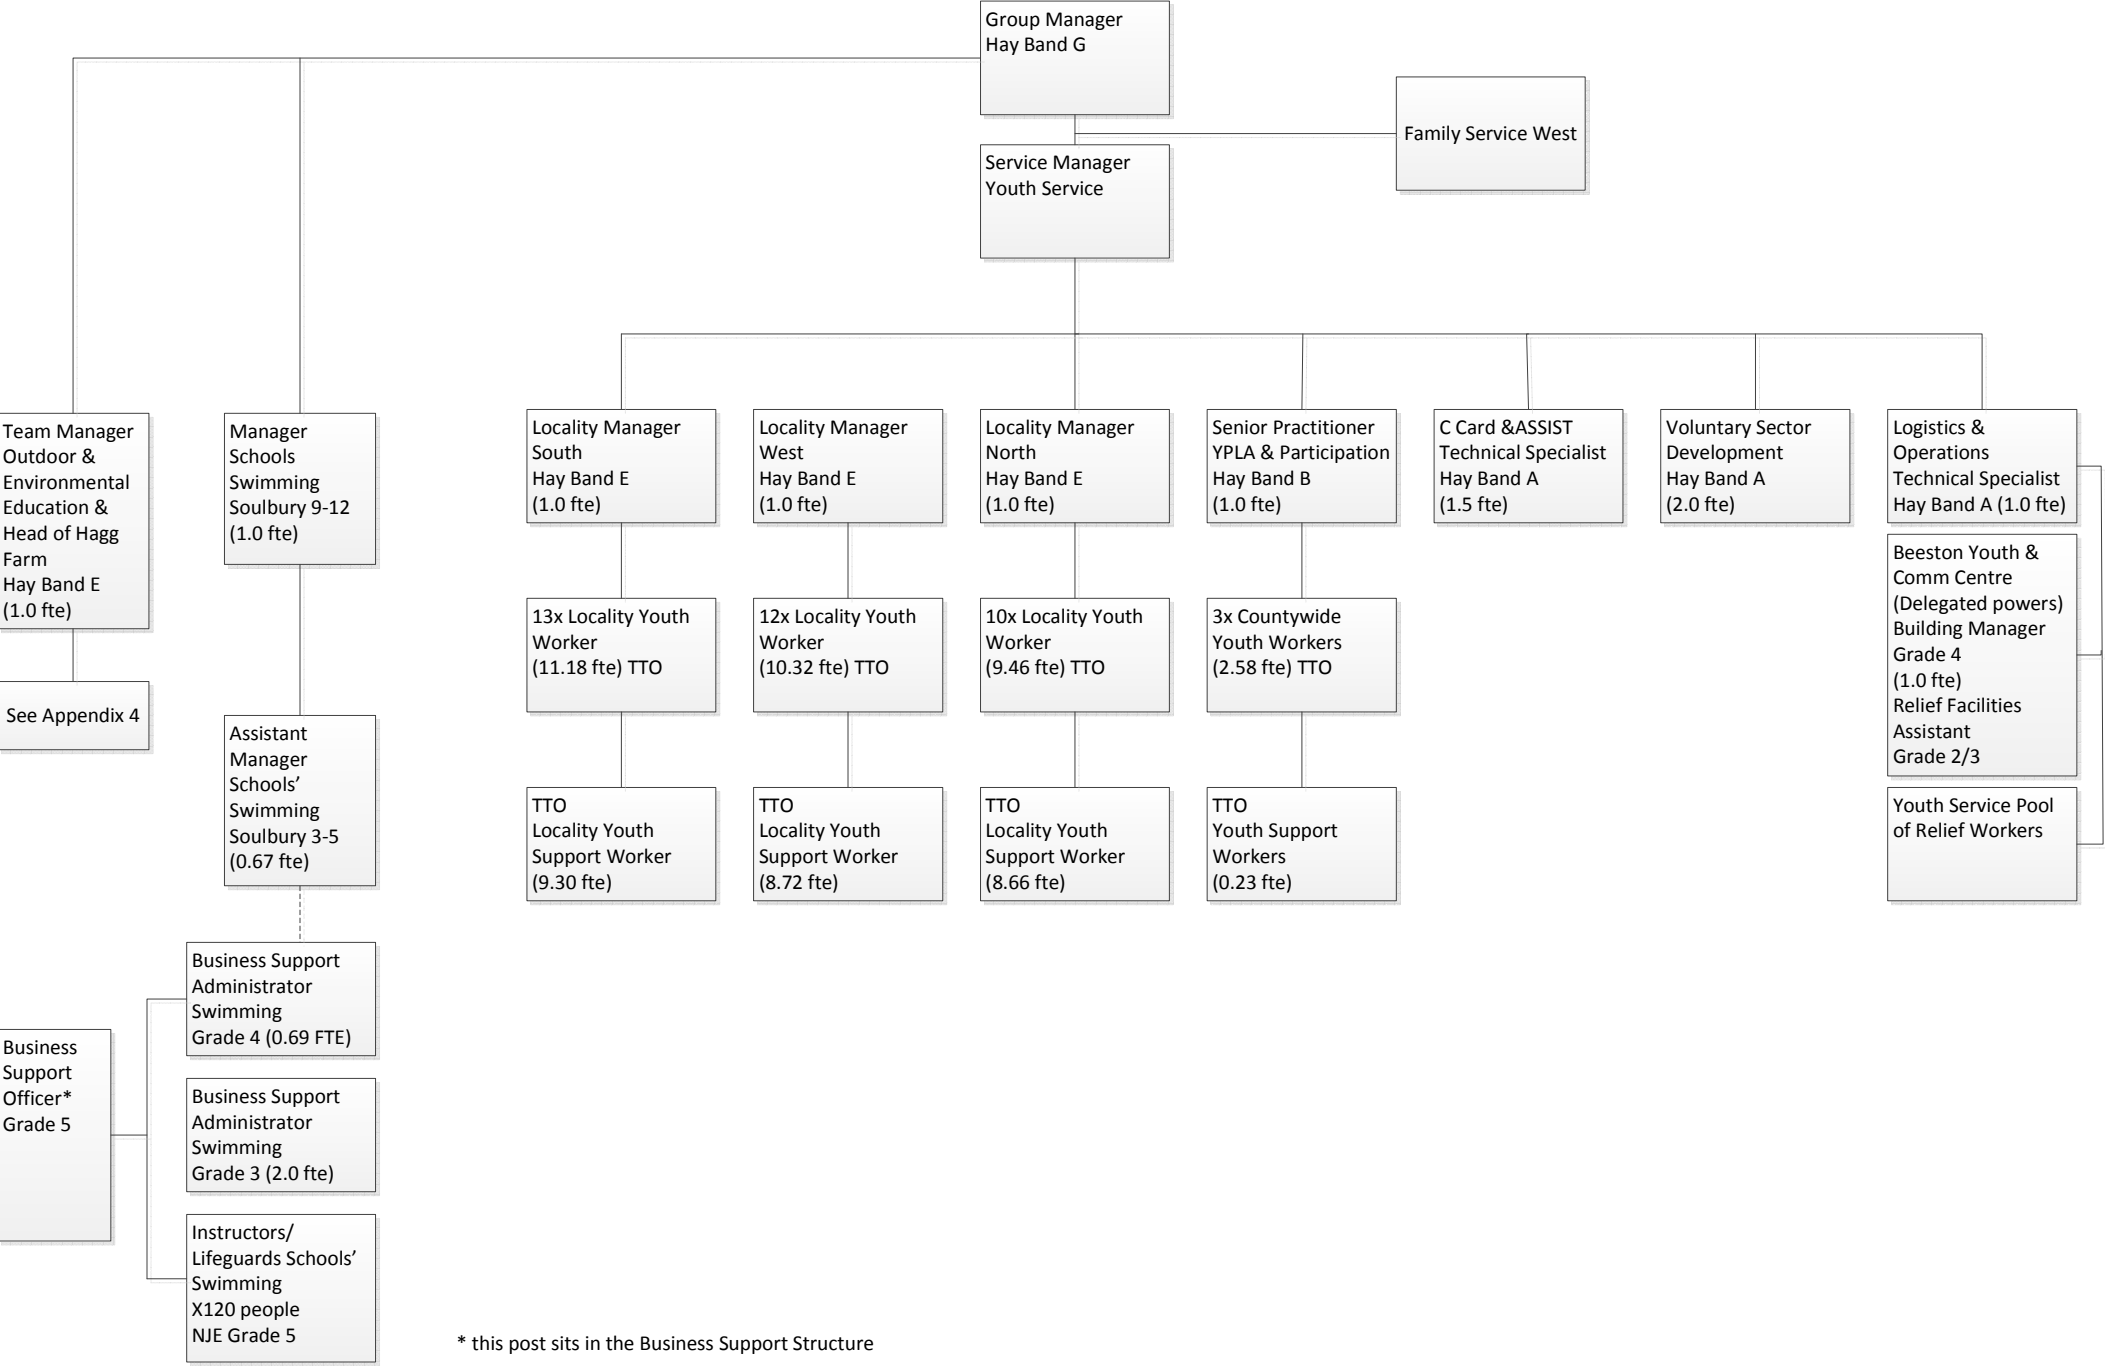 Group Manager
Hay Band G
Family Service West
Service Manager
Youth Service
Team Manager
Outdoor &
Environmental
Education &
Head of Hagg
Farm
Hay Band E
(1.0 fte)
See Appendix 4
Manager
Schools
Swimming
Soulbury 9-12
(1.0 fte)
Assistant
Manager
Schools’
Swimming
Soulbury 3-5
(0.67 fte)
Business Support
Administrator
Swimming
Grade 4 (0.69 FTE)
Business
Support
Officer*
Grade 5
Business Support
Administrator
Swimming
Grade 3 (2.0 fte)
Instructors/
Lifeguards Schools’
Swimming
X120 people
NJE Grade 5
Locality Manager
South
Hay Band E
(1.0 fte)
13x Locality Youth
Worker
(11.18 fte) TTO
TTO
Locality Youth
Support Worker
(9.30 fte)
Locality Manager
West
Hay Band E
(1.0 fte)
12x Locality Youth
Worker
(10.32 fte) TTO
TTO
Locality Youth
Support Worker
(8.72 fte)
Locality Manager
North
Hay Band E
(1.0 fte)
10x Locality Youth
Worker
(9.46 fte) TTO
TTO
Locality Youth
Support Worker
(8.66 fte)
Senior Practitioner
YPLA & Participation
Hay Band B
(1.0 fte)
3x Countywide
Youth Workers
(2.58 fte) TTO
TTO
Youth Support
Workers
(0.23 fte)
C Card &ASSIST
Technical Specialist
Hay Band A
(1.5 fte)
Voluntary Sector
Development
Hay Band A
(2.0 fte)
Logistics &
Operations
Technical Specialist
Hay Band A (1.0 fte)
Beeston Youth &
Comm Centre
(Delegated powers)
Building Manager
Grade 4
(1.0 fte)
Relief Facilities
Assistant
Grade 2/3
Youth Service Pool
of Relief Workers
* this post sits in the Business Support Structure